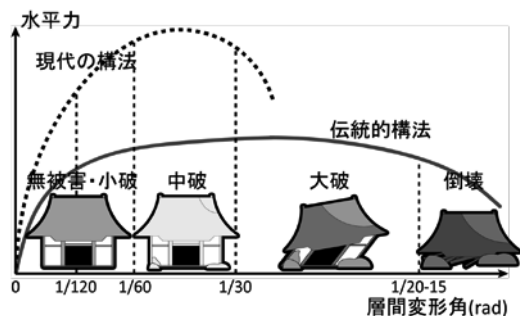 水平力
現代の構法
伝統的構法
無被害・小破
中破
大破
倒壊
0
1/120
1/60
1/30
1/20-15
層間変形角(rad)